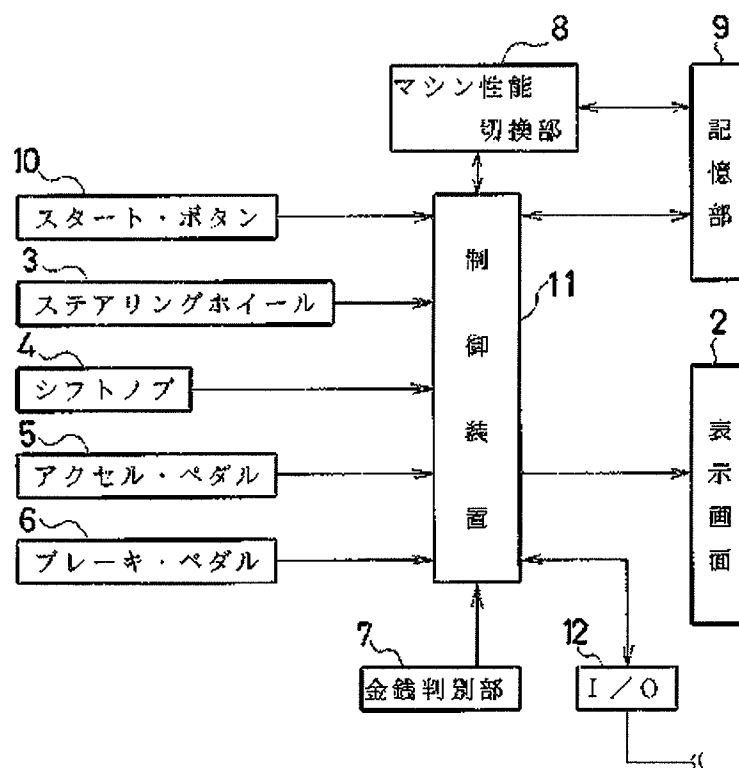 8
マシン性能
切換部
9
記憶部
10
スタート・ボタン
3
ステアリングホイール
4
シフトノブ
5
アクセル・ペダル
6
ブレーキ・ペダル
制御装置
11
2
表示画面
7
金銭判別部
12
I/O